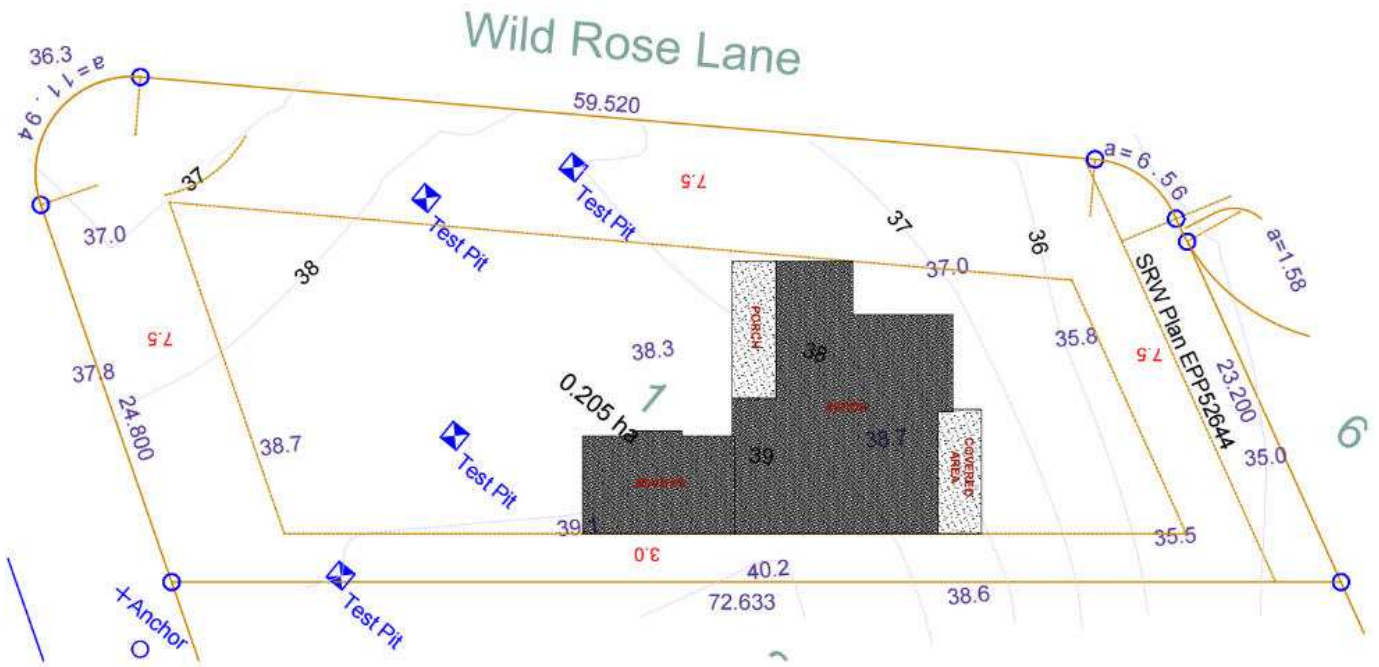 Wild Rose Lane
36.3
a=11.94
59.520
a=6.56
37
7.5
Test Pit
Test Pit
37.0
37
36
37.0
a=1.58
38
SRW Plan EPP52644
7.5
38.3
38
35.8
7.5
PORCH
37.8
0.205 ha
1
24.800
38.7
Test Pit
39
38.7
COVERED
AREA
23.200
35.0
6
39.1
3.0
35.5
40.2
72.633
38.6
Anchor
Test Pit